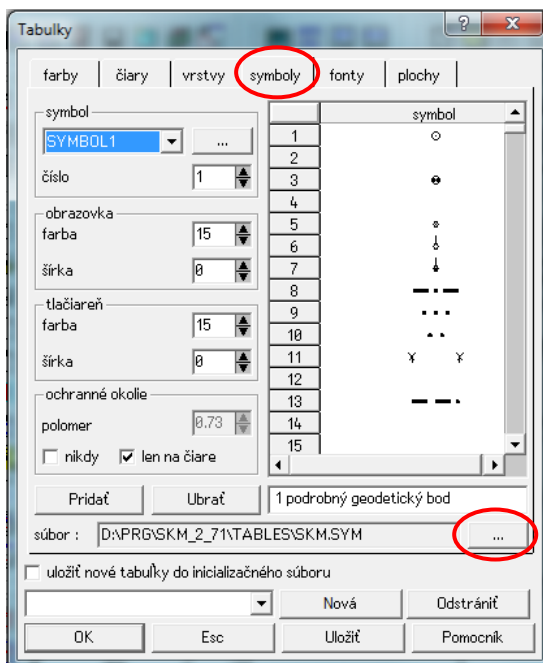 Tabulky
farby čiary vrstvy symboly fonty plochy
symbol
SYMBOL1 ...
číslo 1
obrazovka
farba 15
šírka 0
tlačiareň
farba 15
šírka 0
ochranné okolie
polomer 0.73
nikdy len na čiare
symbol
1
2
3
4
5
6
7
8
9
10
11
12
13
14
15
Pridať Ubrať 1 podrobný geodetický bod
súbor : D:\PRG\SKM_2_71\TABLES\SKM.SYM ...
uložiť nové tabuľky do inicializačného súboru
Nová Odstrániť
OK Esc Uložiť Pomocník